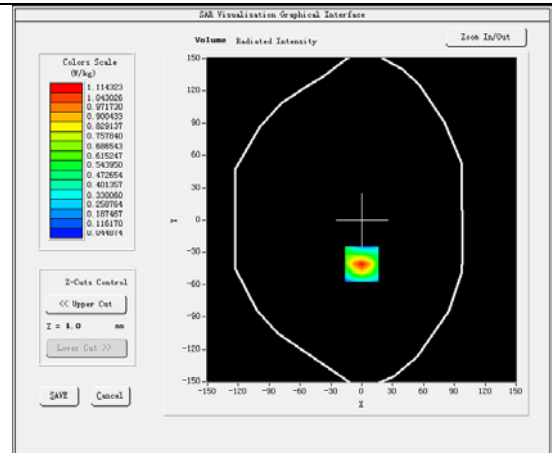 SAR Visualisation Graphical Interface
Volume Radiated Intensity
Zoom In/Out
Colors Scale
(W/kg)
1.114323
1.043026
0.971730
0.900433
0.829137
0.757840
0.686543
0.615247
0.543950
0.472654
0.401357
0.330060
0.258764
0.187467
0.116170
0.044874
Z-Cuts Control
<< Upper Cut
Z = 4.0 mm
Lower Cut >>
SAVE
Cancel
150
120
90
60
30
0
-30
-60
-90
-120
-150
Y
-150 -120 -90 -60 -30 0 30 60 90 120 150
X